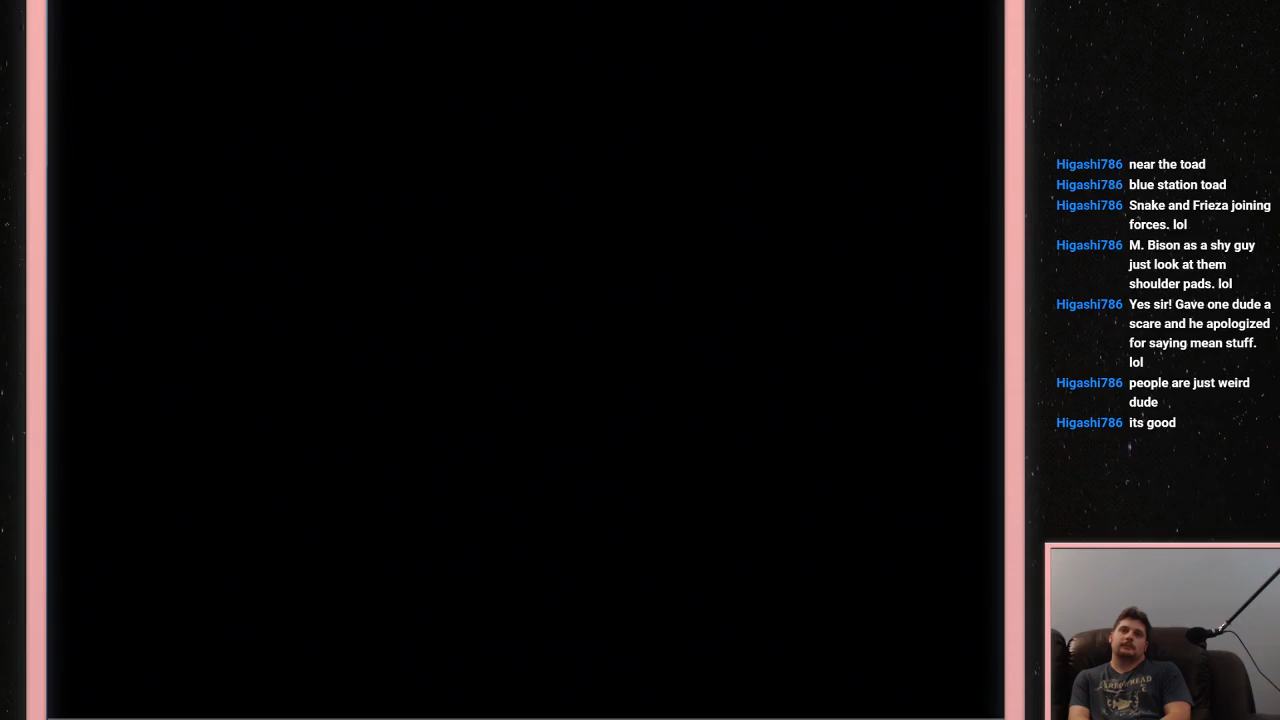 Higashi786 near the toad
Higashi786 blue station toad
Higashi786 Snake and Frieza joining
forces. lol
Higashi786 M. Bison as a shy guy
just look at them
shoulder pads. lol
Higashi786 Yes sir! Gave one dude a
scare and he apologized
for saying mean stuff.
lol
Higashi786 people are just weird
dude
Higashi786 its good